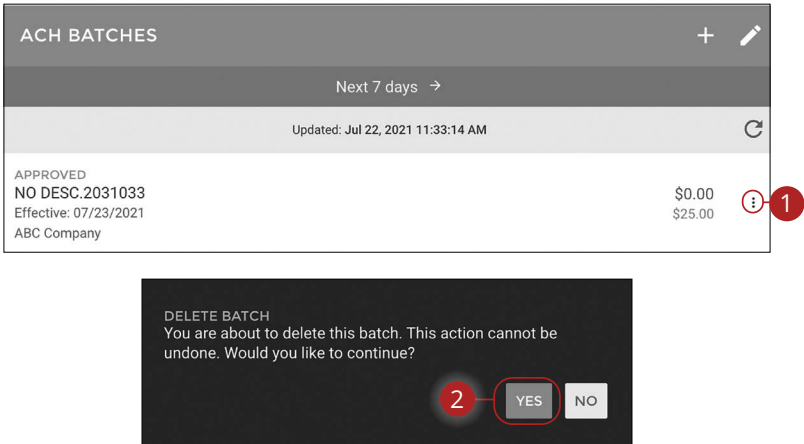 ACH BATCHES
Next 7 days →
Updated: Jul 22, 2021 11:33:14 AM
APPROVED
NO DESC.2031033
$0.00
Effective: 07/23/2021
$25.00
ABC Company
1
DELETE BATCH
You are about to delete this batch. This action cannot be
undone. Would you like to continue?
2
YES
NO